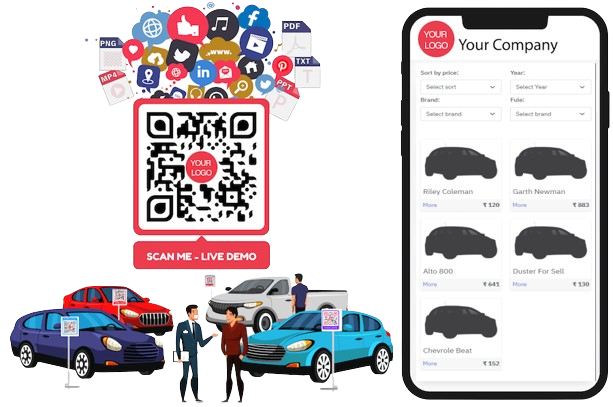 PNG
PDF
www
TXT
T
in
f
MP4
PPT
P
YOUR
LOGO
SCAN ME - LIVE DEMO
YOUR
LOGO
Your Company
Sort by price:
Year:
Select sort
Select Year
Brand:
Fule:
Select brand
Select brand
Riley Coleman
Garth Newman
More
₹ 120
More
₹ 883
Alto 800
Duster For Sell
More
₹ 641
More
₹ 130
Chevrole Beat
More
₹ 152